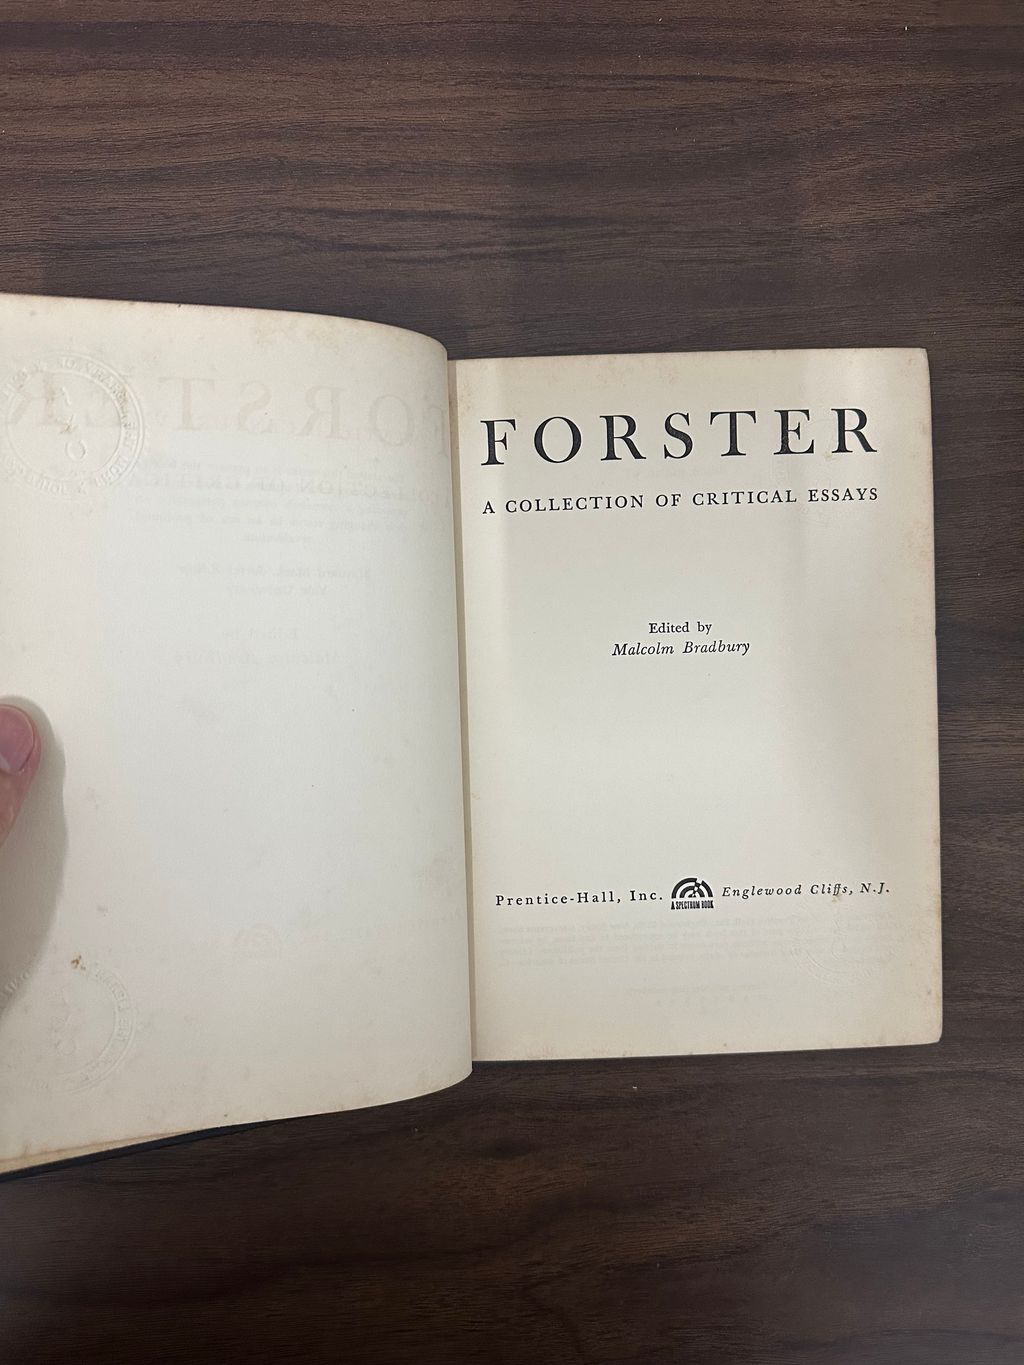 FORSTER
A COLLECTION OF CRITICAL ESSAYS
Edited by
Malcolm Bradbury
Prentice-Hall, Inc. A SPECTRUM BOOK Englewood Cliffs, N.J.